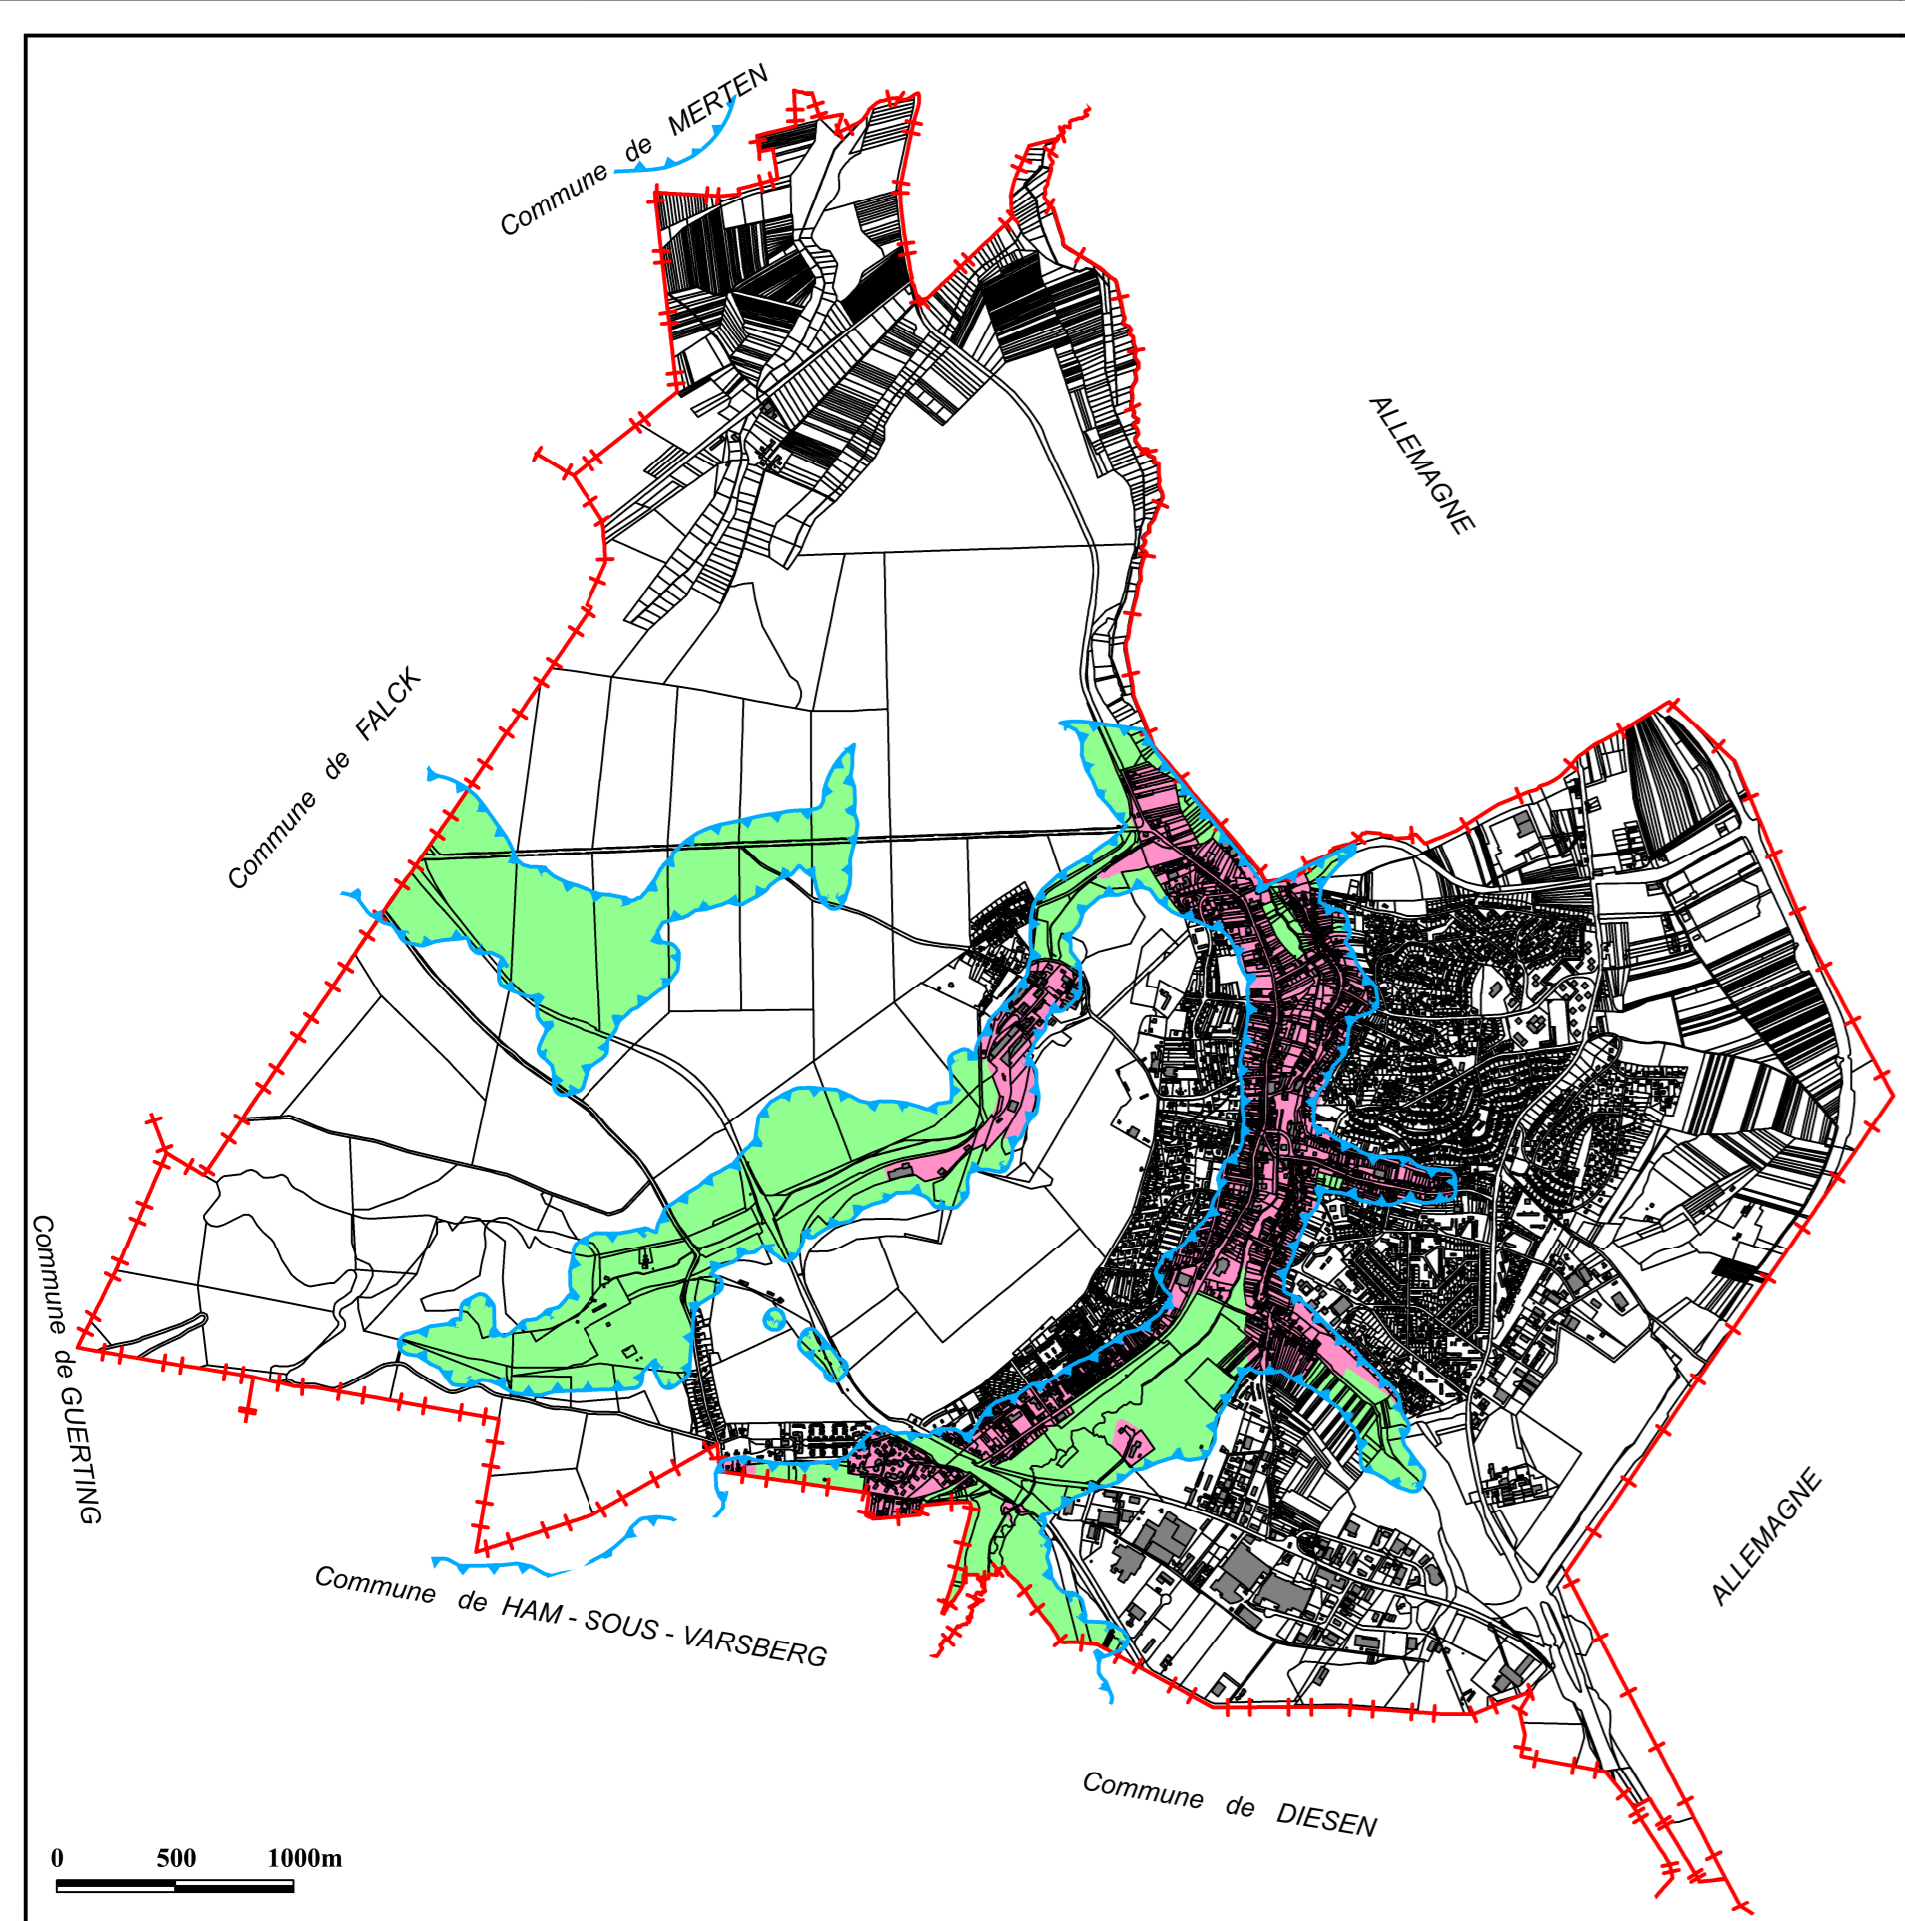 Commune de MERTEN
ALLEMAGNE
Commune de FALCK
Commune de GUERTING
ALLEMAGNE
Commune de HAM - SOUS - VARSBERG
Commune de DIESEN
0 500 1000m